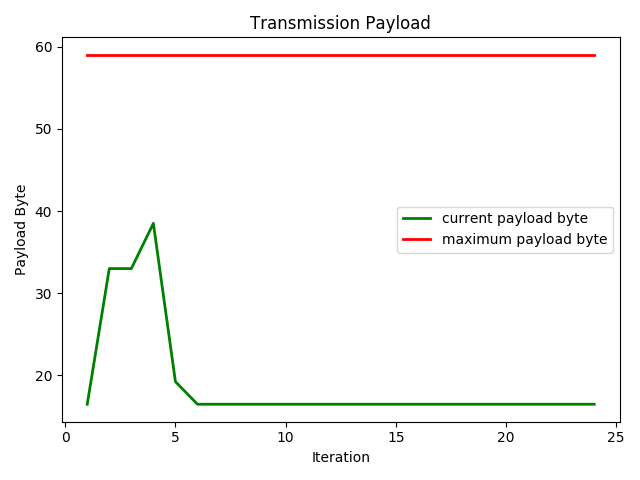 Transmission Payload
60
50
40
30
20
Payload Byte
current payload byte
maximum payload byte
0 5 10 15 20 25
Iteration